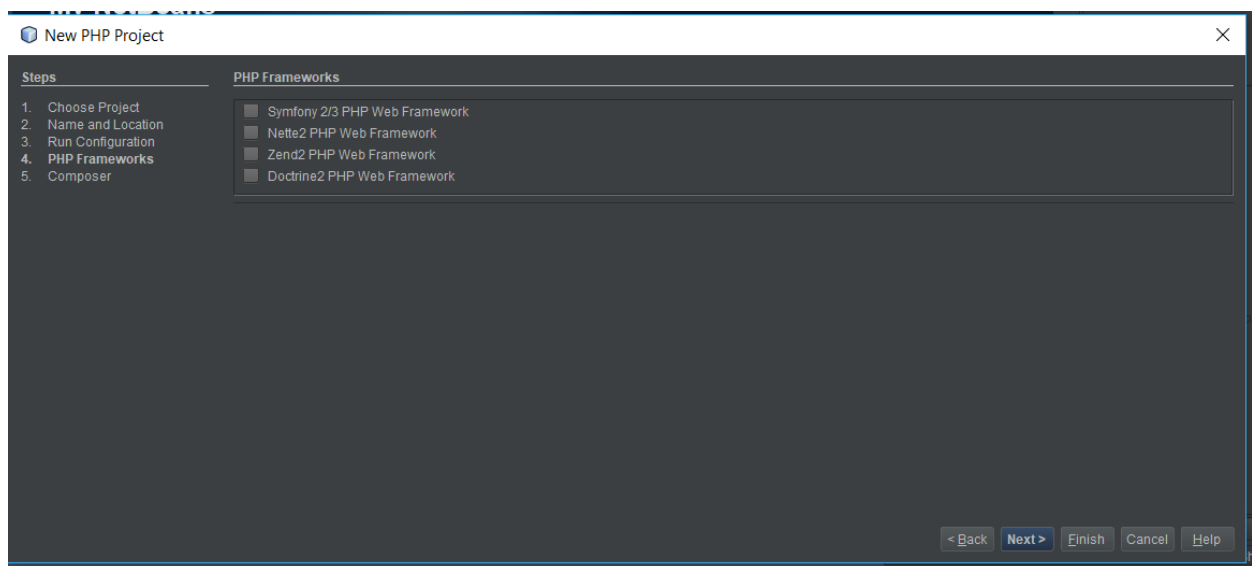 New PHP Project
Steps
1. Choose Project
2. Name and Location
3. Run Configuration
4. PHP Frameworks
5. Composer
PHP Frameworks
Symfony 2/3 PHP Web Framework
Nette2 PHP Web Framework
Zend2 PHP Web Framework
Doctrine2 PHP Web Framework
< Back Next > Finish Cancel Help